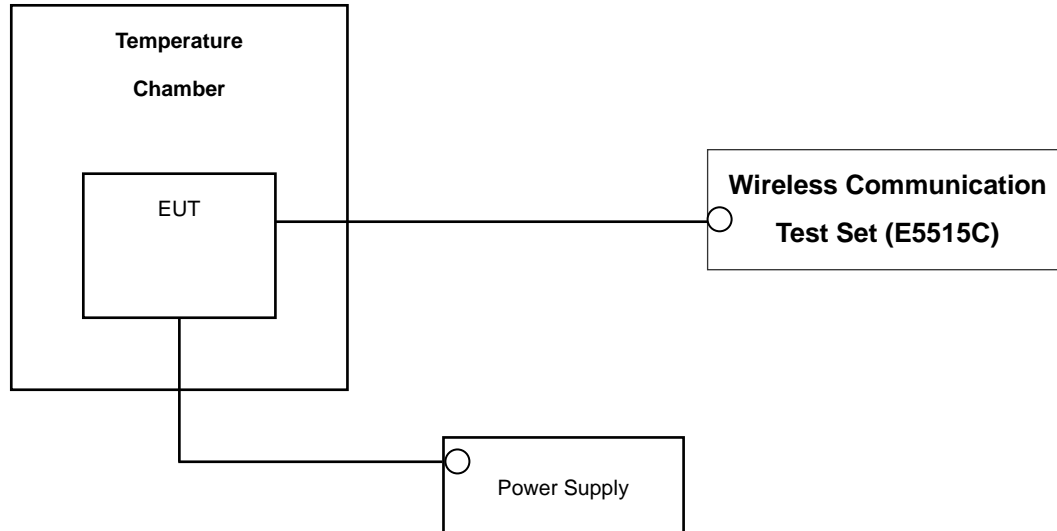 Temperature
Chamber
EUT
Wireless Communication
Test Set (E5515C)
Power Supply